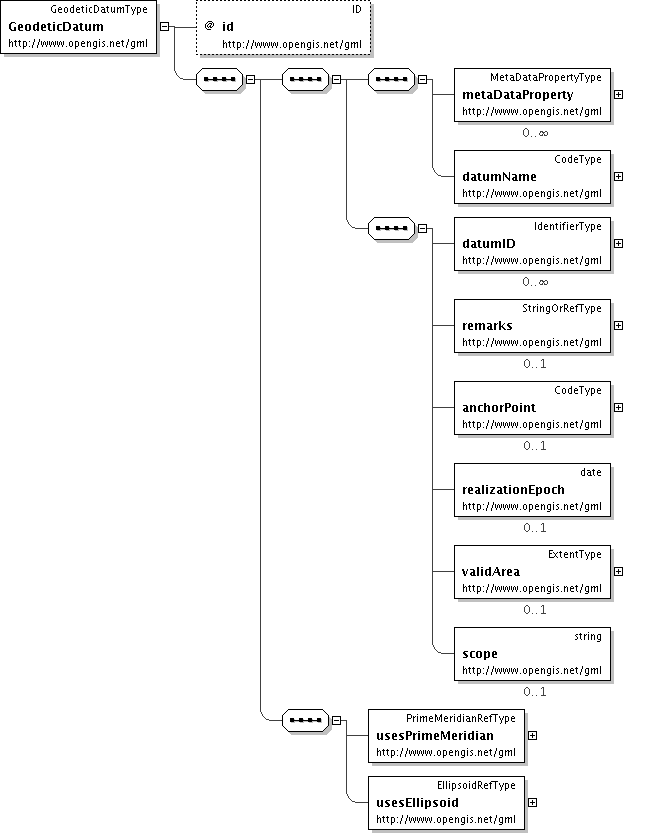 GeodeticDatumType
GeodeticDatum
http://www.opengis.net/gml
ID
@ id
http://www.opengis.net/gml
MetaDataPropertyType
metaDataProperty
http://www.opengis.net/gml
0..∞
CodeType
datumName
http://www.opengis.net/gml
IdentifierType
datumID
http://www.opengis.net/gml
0..∞
StringOrRefType
remarks
http://www.opengis.net/gml
0..1
CodeType
anchorPoint
http://www.opengis.net/gml
0..1
date
realizationEpoch
http://www.opengis.net/gml
0..1
ExtentType
validArea
http://www.opengis.net/gml
0..1
string
scope
http://www.opengis.net/gml
0..1
PrimeMeridianRefType
usesPrimeMeridian
http://www.opengis.net/gml
EllipsoidRefType
usesEllipsoid
http://www.opengis.net/gml